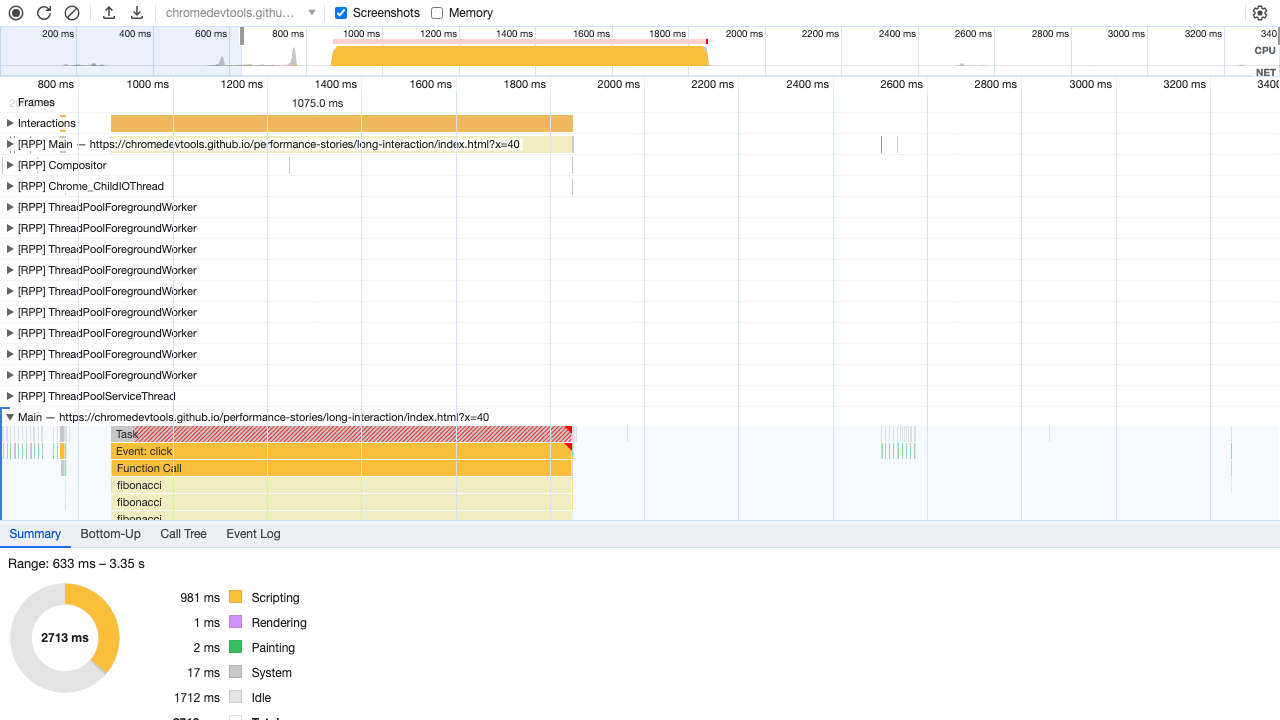 chromedevtools.githu…
Screenshots
Memory
200 ms 400 ms 600 ms 800 ms 1000 ms 1200 ms 1400 ms 1600 ms 1800 ms 2000 ms 2200 ms 2400 ms 2600 ms 2800 ms 3000 ms 3200 ms 340
CPU
NET
800 ms 1000 ms 1200 ms 1400 ms 1600 ms 1800 ms 2000 ms 2200 ms 2400 ms 2600 ms 2800 ms 3000 ms 3200 ms 3400
Frames 1075.0 ms
Interactions
[RPP] Main — https://chromedevtools.github.io/performance-stories/long-interaction/index.html?x=40
[RPP] Compositor
[RPP] Chrome_ChildIOThread
[RPP] ThreadPoolForegroundWorker
[RPP] ThreadPoolForegroundWorker
[RPP] ThreadPoolForegroundWorker
[RPP] ThreadPoolForegroundWorker
[RPP] ThreadPoolForegroundWorker
[RPP] ThreadPoolForegroundWorker
[RPP] ThreadPoolForegroundWorker
[RPP] ThreadPoolForegroundWorker
[RPP] ThreadPoolForegroundWorker
[RPP] ThreadPoolServiceThread
Main — https://chromedevtools.github.io/performance-stories/long-interaction/index.html?x=40
Task
Event: click
Function Call
fibonacci
fibonacci
fibonacci
Summary Bottom-Up Call Tree Event Log
Range: 633 ms – 3.35 s
2713 ms
981 ms Scripting
1 ms Rendering
2 ms Painting
17 ms System
1712 ms Idle